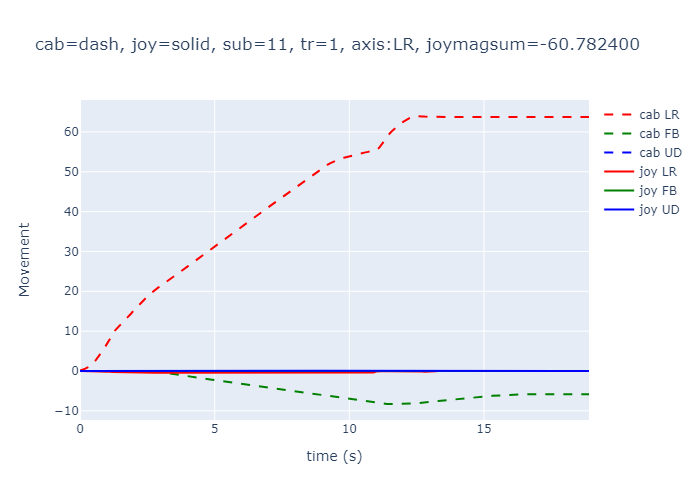 cab=dash, joy=solid, sub=11, tr=1, axis:LR, joymagsum=-60.782400
cab LR
cab FB
cab UD
joy LR
joy FB
joy UD
Movement
60
50
40
30
20
10
0
−10
0 5 10 15
time (s)